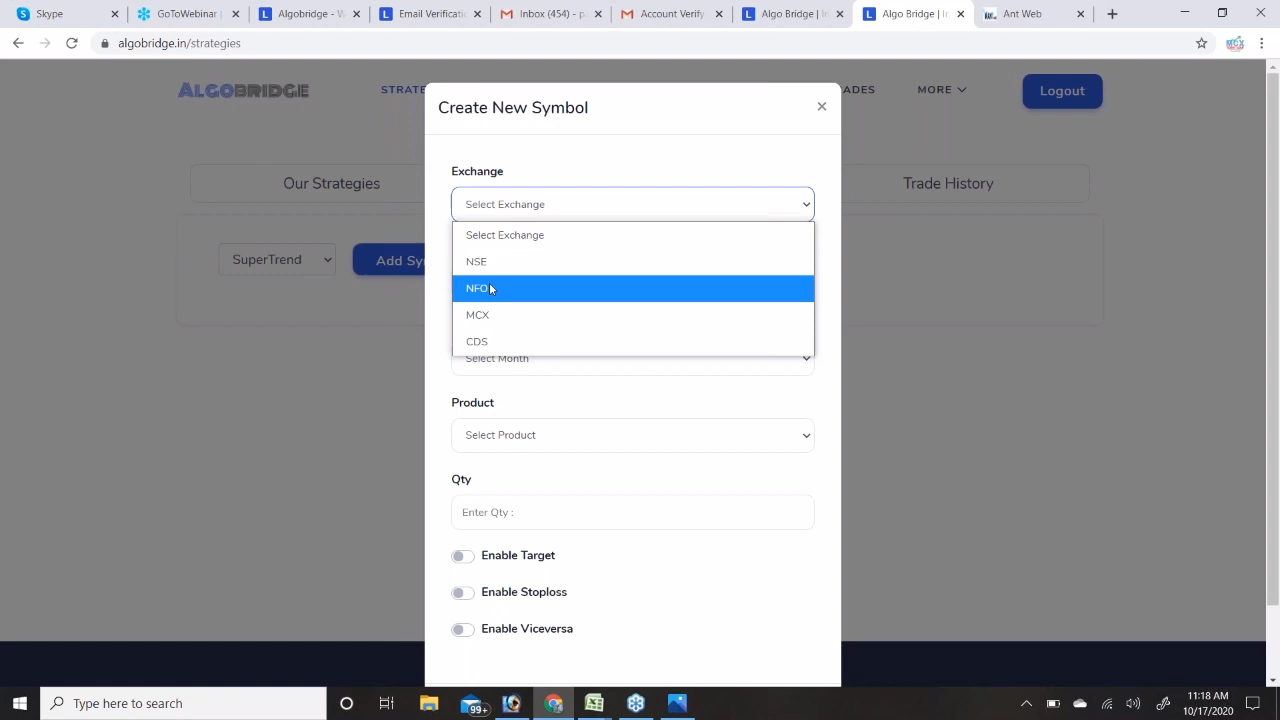 Skype
GoToWebinar
Algobridge - W
Email Verificati
Inbox (454) - p
Account Verify
Algo Bridge | In
Algo Bridge | In
Ant Web
algobridge.in/strategies
MCX
ALGOBRIDGE
STRATE
ADES
MORE
Logout
Create New Symbol
Our Strategies
Trade History
Exchange
Select Exchange
Select Exchange
NSE
NFO
MCX
CDS
SuperTrend
Add Sy
Select Month
Product
Select Product
Qty
Enter Qty :
Enable Target
Enable Stoploss
Enable Viceversa
Type here to search
99+
11:18 AM
10/17/2020